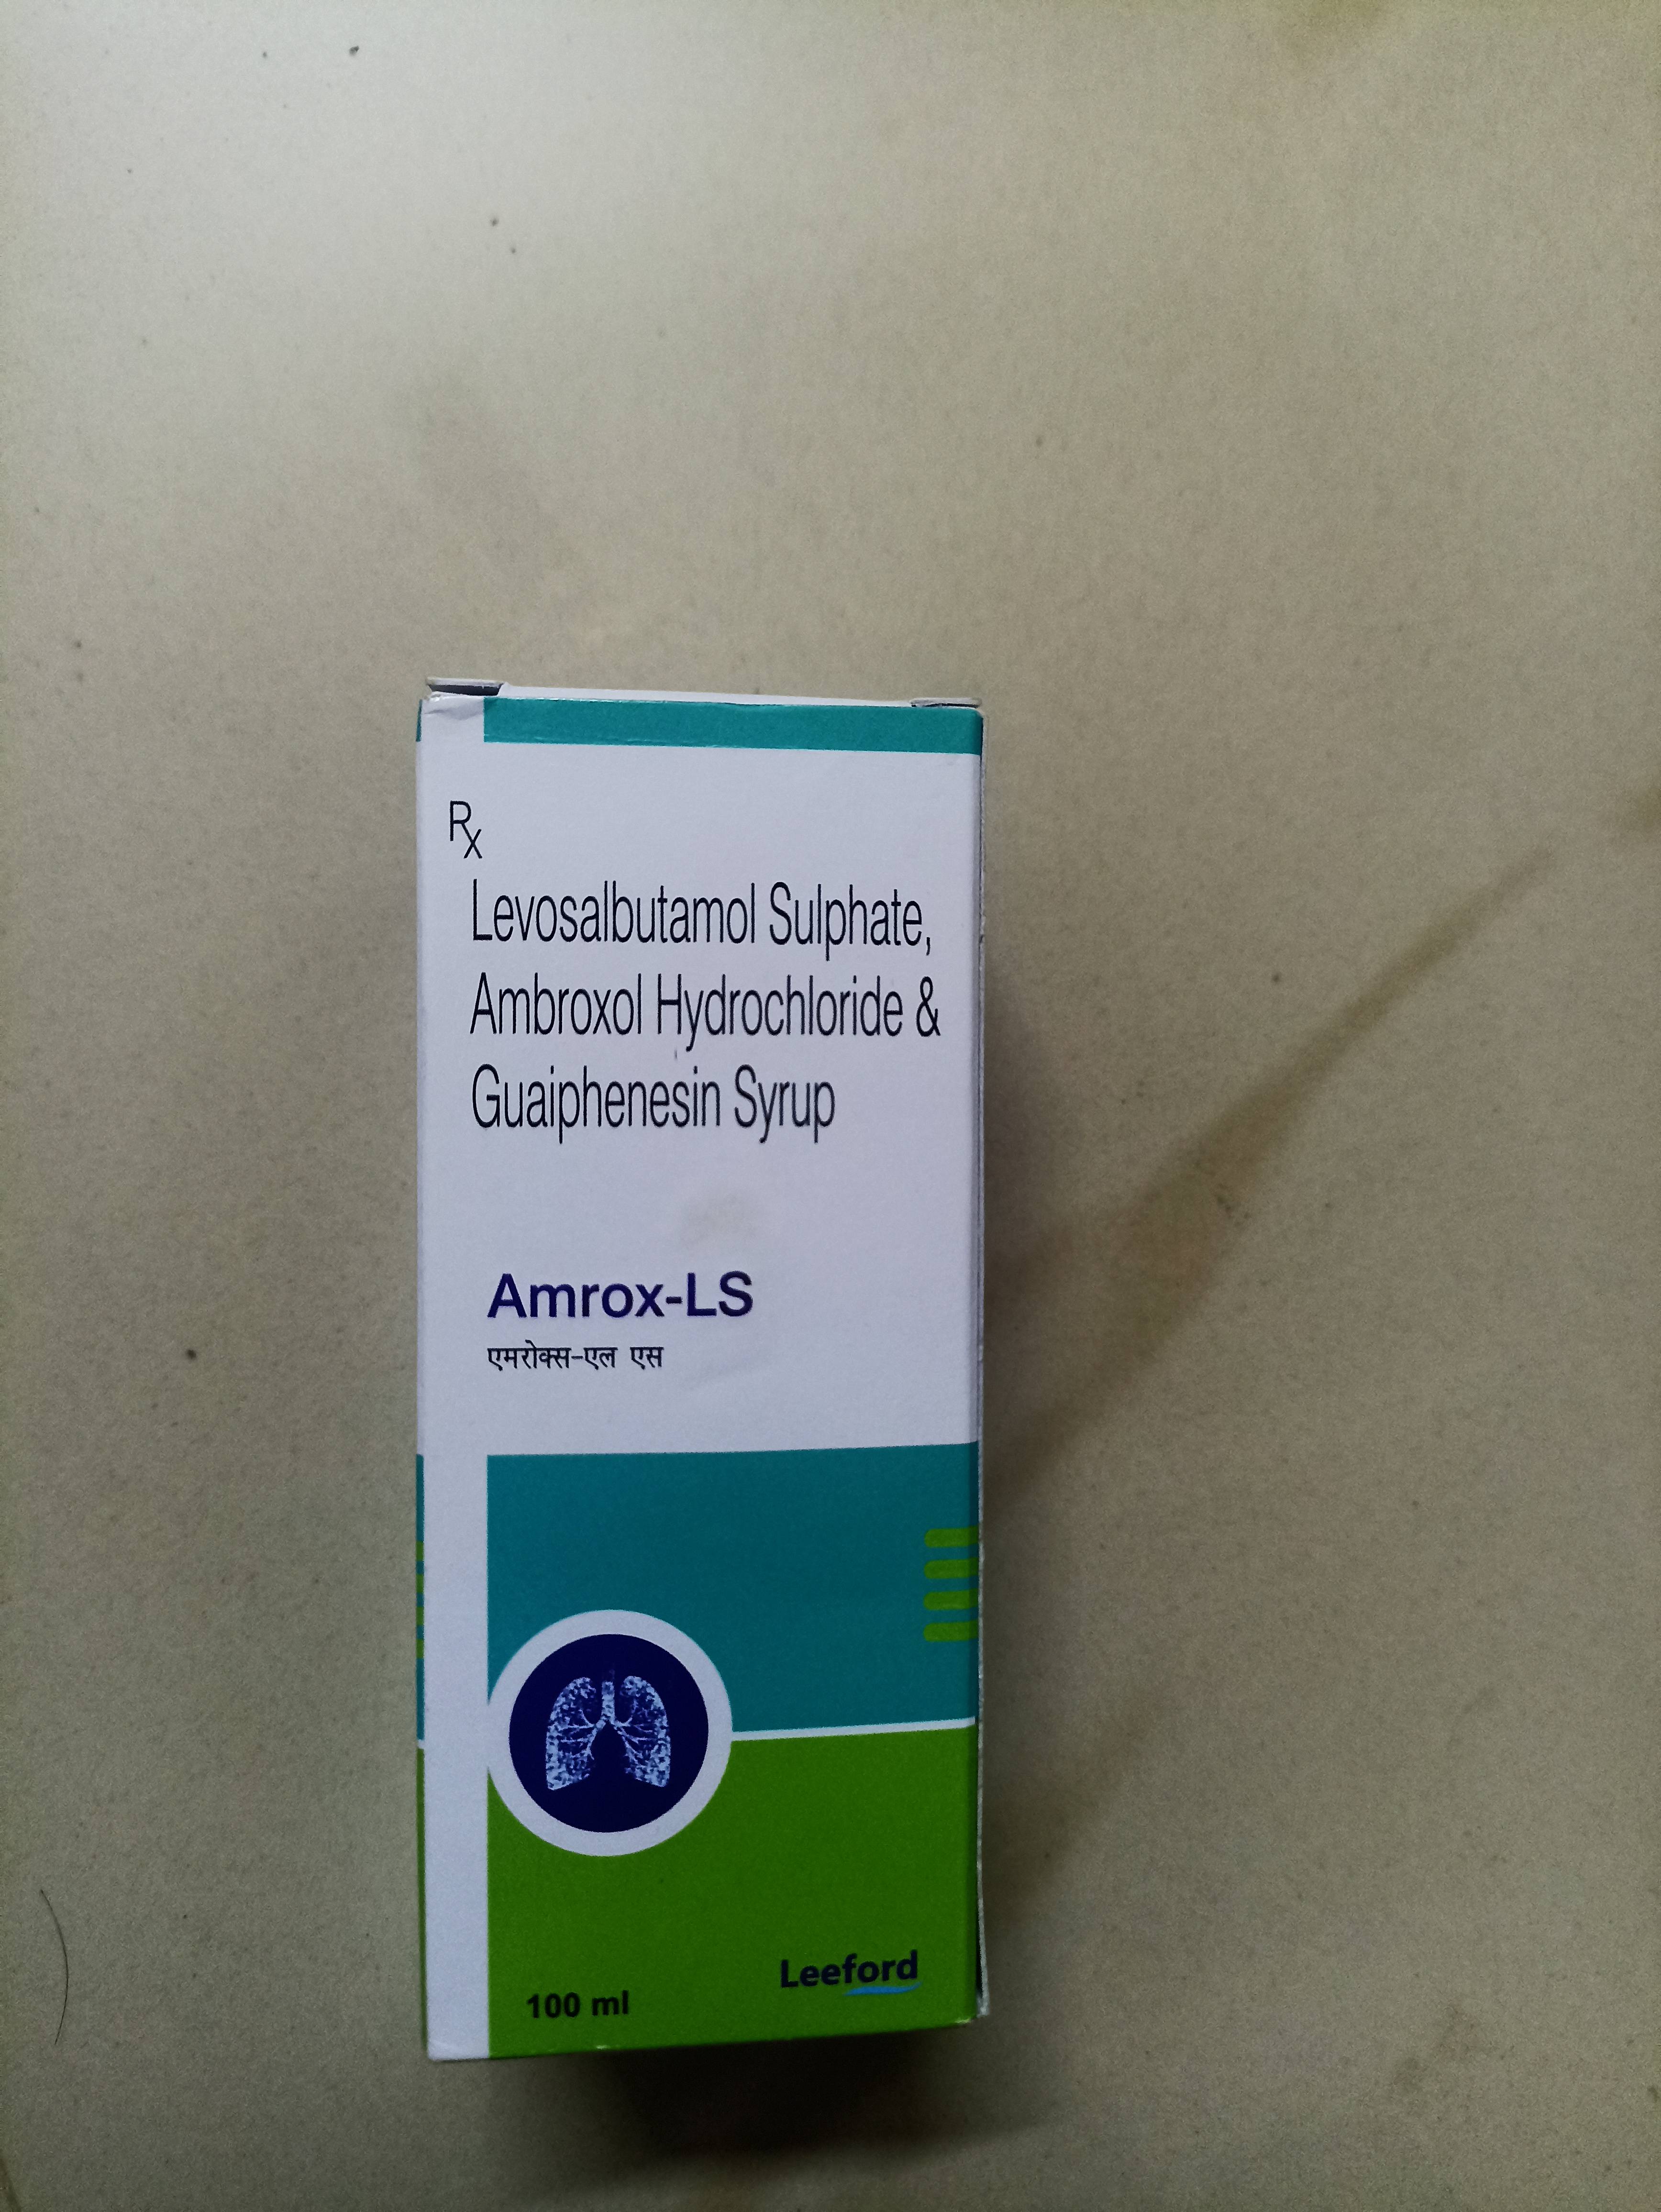 Rx
Levosalbutamol Sulphate,
Ambroxol Hydrochloride &
Guaiphenesin Syrup
Amrox-LS
एमरोक्स-एल एस
Leeford
100 ml